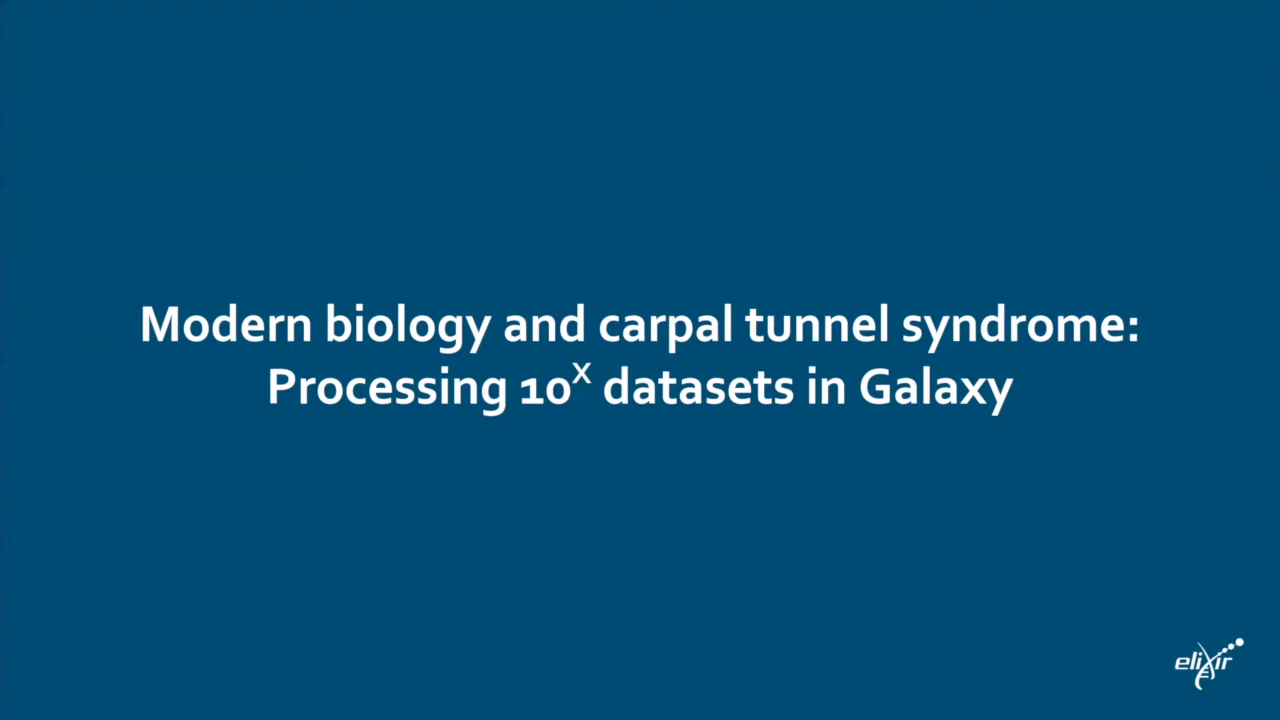 Modern biology and carpal tunnel syndrome:
Processing 10ˣ datasets in Galaxy
elixir